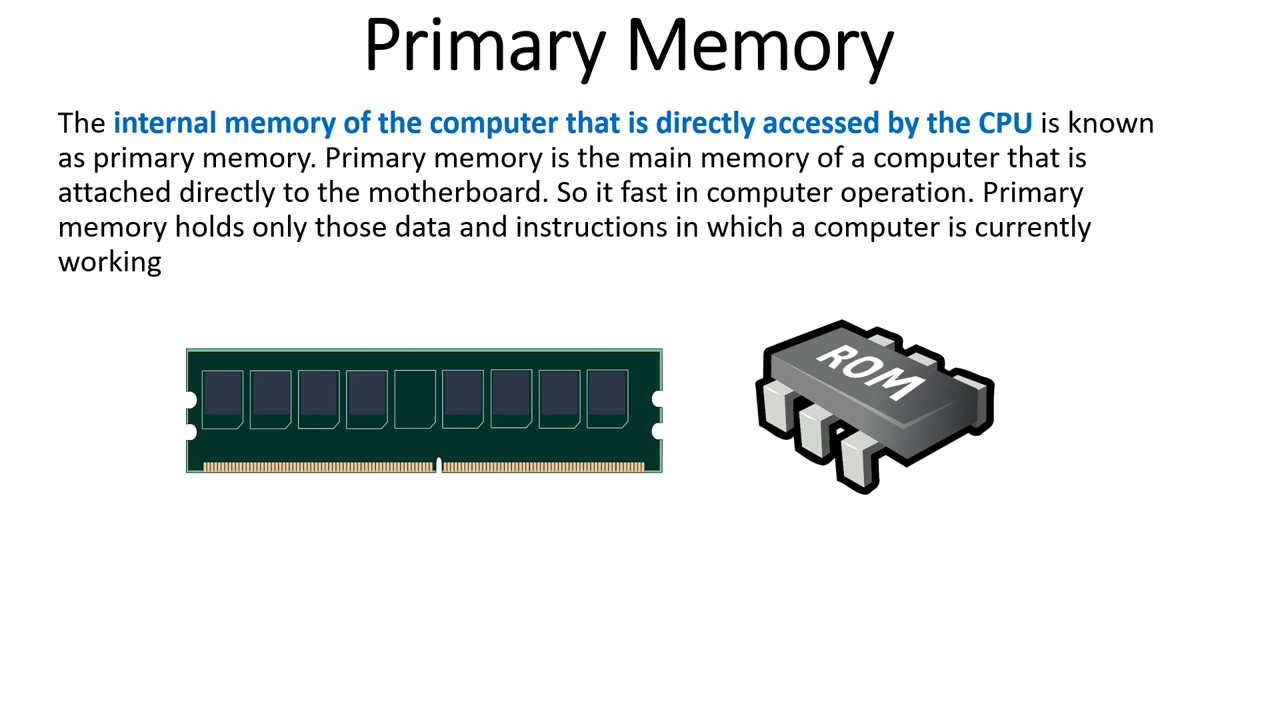 Primary Memory
The internal memory of the computer that is directly accessed by the CPU is known
as primary memory. Primary memory is the main memory of a computer that is
attached directly to the motherboard. So it fast in computer operation. Primary
memory holds only those data and instructions in which a computer is currently
working
ROM